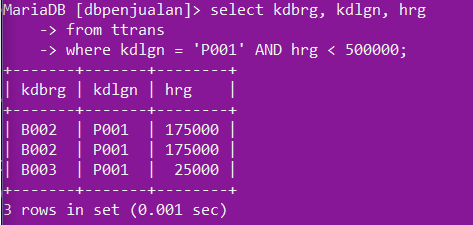 MariaDB [dbpenjualan]> select kdbrg, kdlgn, hrg
    -> from ttrans
    -> where kdlgn = 'P001' AND hrg < 500000;
+-------+-------+--------+
| kdbrg | kdlgn | hrg    |
+-------+-------+--------+
| B002  | P001  | 175000 |
| B002  | P001  | 175000 |
| B003  | P001  |  25000 |
+-------+-------+--------+
3 rows in set (0.001 sec)